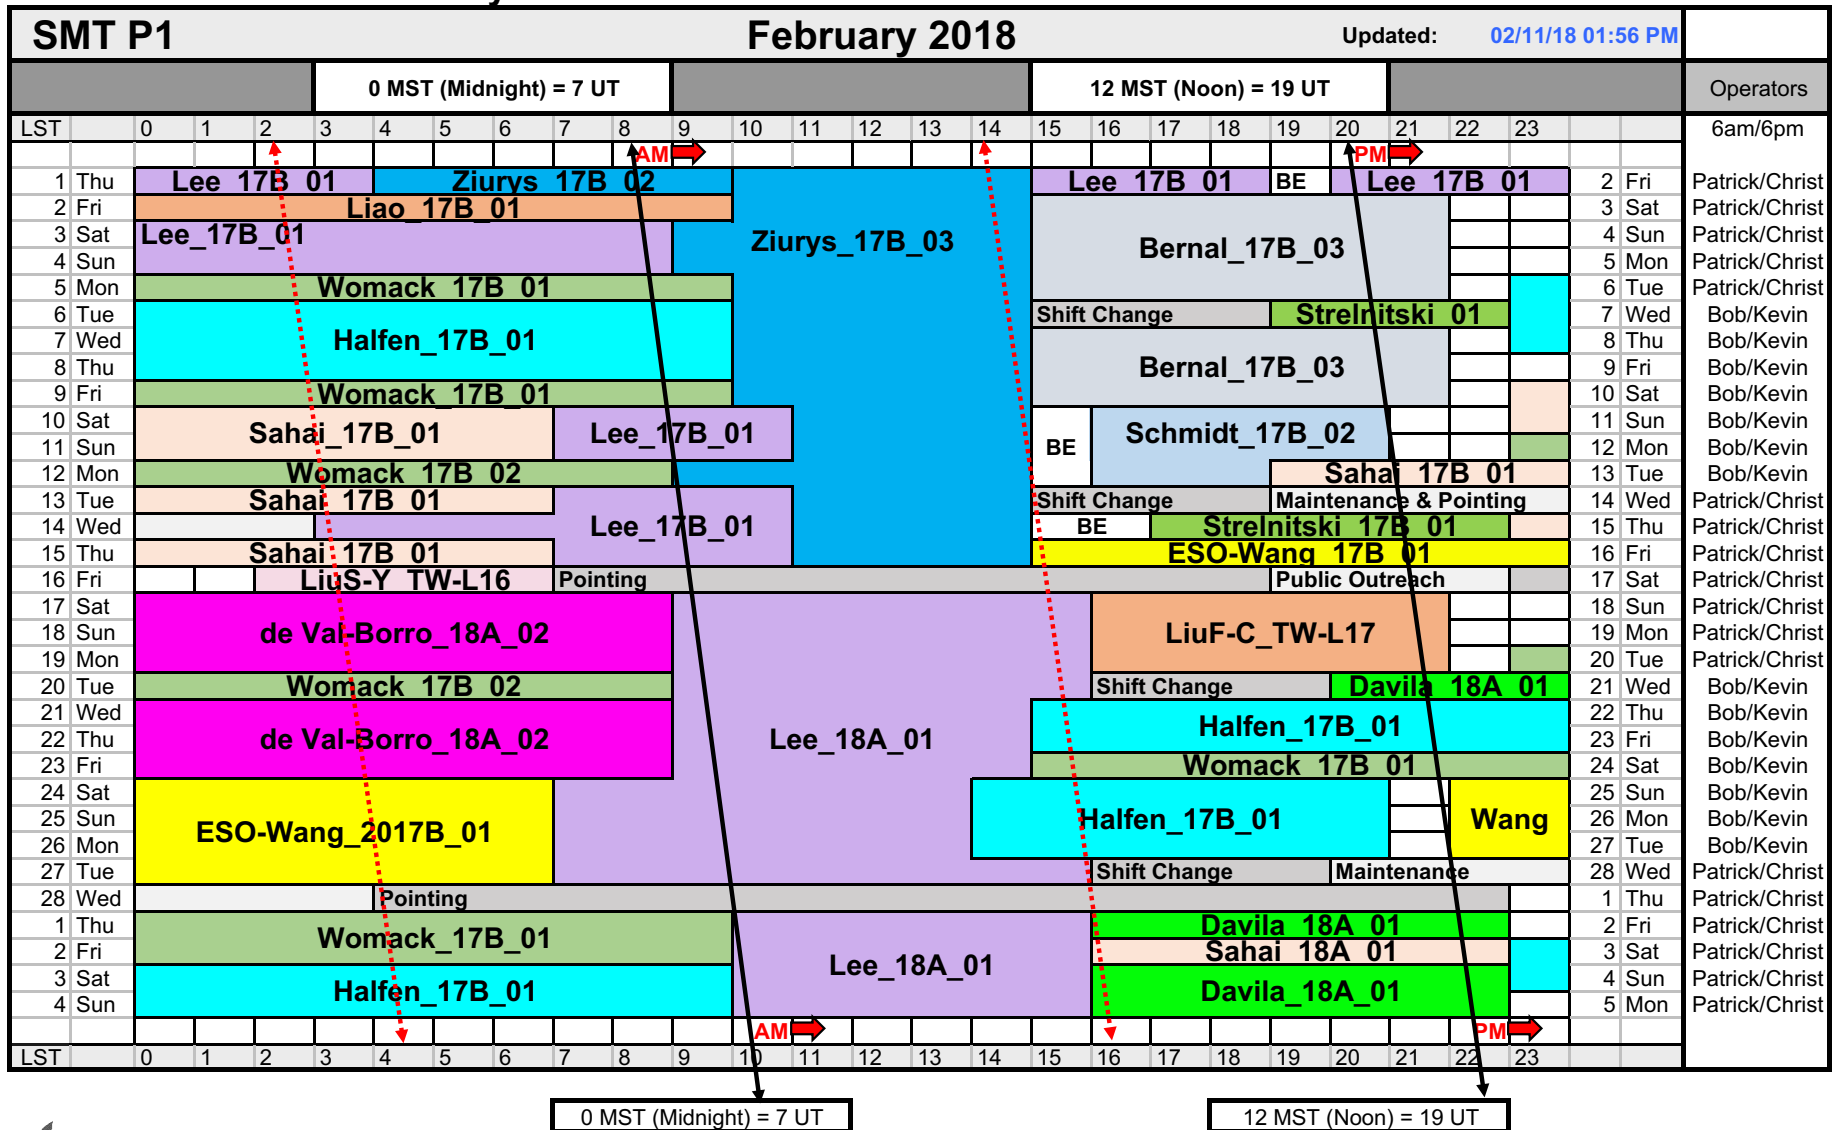 SMT P1 February 2018 Updated: 02/11/18 01:56 PM
0 MST (Midnight) = 7 UT 12 MST (Noon) = 19 UT Operators
LST 0 1 2 3 4 5 6 7 8 9 10 11 12 13 14 15 16 17 18 19 20 21 22 23 6am/6pm
AM PM
1 Thu Lee_17B_01 Ziurys_17B_02 Lee_17B_01 BE Lee_17B_01 2 Fri Patrick/Christ
2 Fri Liao_17B_01 3 Sat Patrick/Christ
3 Sat Lee_17B_01 Ziurys_17B_03 Bernal_17B_03 4 Sun Patrick/Christ
4 Sun 5 Mon Patrick/Christ
5 Mon Womack_17B_01 6 Tue Patrick/Christ
6 Tue Shift Change Strelnitski_01 7 Wed Bob/Kevin
7 Wed Halfen_17B_01 8 Thu Bob/Kevin
8 Thu Bernal_17B_03 9 Fri Bob/Kevin
9 Fri Womack_17B_01 10 Sat Bob/Kevin
10 Sat Sahai_17B_01 Lee_17B_01 Schmidt_17B_02 11 Sun Bob/Kevin
11 Sun BE 12 Mon Bob/Kevin
12 Mon Womack_17B_02 Sahai_17B_01 13 Tue Bob/Kevin
13 Tue Sahai_17B_01 Shift Change Maintenance & Pointing 14 Wed Patrick/Christ
14 Wed Lee_17B_01 BE Strelnitski_17B_01 15 Thu Patrick/Christ
15 Thu Sahai_17B_01 ESO-Wang_17B_01 16 Fri Patrick/Christ
16 Fri LiuS-Y_TW-L16 Pointing Public Outreach 17 Sat Patrick/Christ
17 Sat 18 Sun Patrick/Christ
18 Sun de Val-Borro_18A_02 LiuF-C_TW-L17 19 Mon Patrick/Christ
19 Mon 20 Tue Patrick/Christ
20 Tue Womack_17B_02 Shift Change Davila_18A_01 21 Wed Bob/Kevin
21 Wed Halfen_17B_01 22 Thu Bob/Kevin
22 Thu de Val-Borro_18A_02 Lee_18A_01 23 Fri Bob/Kevin
23 Fri Womack_17B_01 24 Sat Bob/Kevin
24 Sat 25 Sun Bob/Kevin
25 Sun ESO-Wang_2017B_01 Halfen_17B_01 Wang 26 Mon Bob/Kevin
26 Mon 27 Tue Bob/Kevin
27 Tue Shift Change Maintenance 28 Wed Patrick/Christ
28 Wed Pointing 1 Thu Patrick/Christ
1 Thu Womack_17B_01 Davila_18A_01 2 Fri Patrick/Christ
2 Fri Lee_18A_01 Sahai_18A_01 3 Sat Patrick/Christ
3 Sat Halfen_17B_01 Davila_18A_01 4 Sun Patrick/Christ
4 Sun 5 Mon Patrick/Christ
AM PM
LST 0 1 2 3 4 5 6 7 8 9 10 11 12 13 14 15 16 17 18 19 20 21 22 23
0 MST (Midnight) = 7 UT 12 MST (Noon) = 19 UT